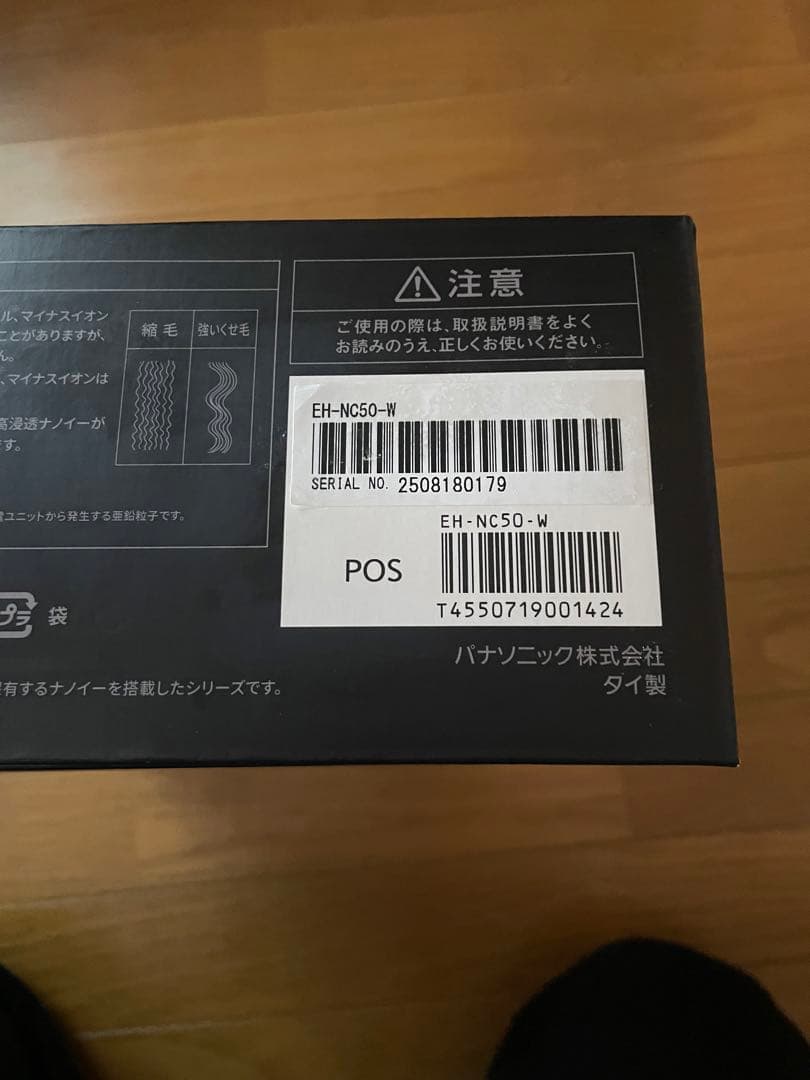 ル、マイナスイオン
ことがありますが、
ん。
、マイナスイオンは
高浸透ナノイーが
ます。
縮毛
強いくせ毛
ユニットから発生する亜鉛粒子です。
プラ
袋
有するナノイーを搭載したシリーズです。
注意
ご使用の際は、取扱説明書をよく
お読みのうえ、正しくお使いください。
EH-NC50-W
SERIAL NO. 2508180179
EH-NC50-W
POS
T4550719001424
パナソニック株式会社
タイ製